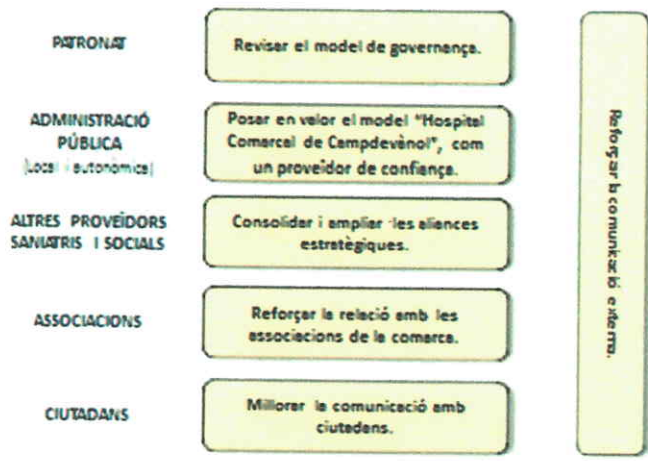 PATRONAT
Revisar el model de governança.
ADMINISTRACIÓ
PÚBLICA
(Local i autonòmica)
Posar en valor el model "Hospital
Comarcal de Campdevànol", com
un proveïdor de confiança.
ALTRES PROVEÏDORS
SANIATRIS I SOCIALS
Consolidar i ampliar les aliances
estratègiques.
ASSOCIACIONS
Reforçar la relació amb les
associacions de la comarca.
CIUTADANS
Millorar la comunicació amb
ciutadans.
Reforçar la comunicació externa.